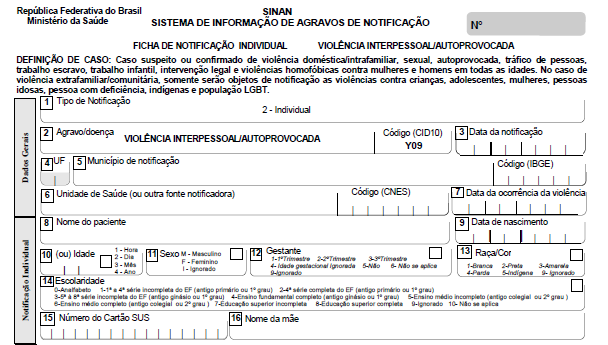 República Federativa do Brasil
Ministério da Saúde
SINAN
SISTEMA DE INFORMAÇÃO DE AGRAVOS DE NOTIFICAÇÃO
Nº
FICHA DE NOTIFICAÇÃO INDIVIDUAL VIOLÊNCIA INTERPESSOAL/AUTOPROVOCADA
DEFINIÇÃO DE CASO: Caso suspeito ou confirmado de violência doméstica/intrafamiliar, sexual, autoprovocada, tráfico de pessoas,
trabalho escravo, trabalho infantil, intervenção legal e violências homofóbicas contra mulheres e homens em todas as idades. No caso de
violência extrafamiliar/comunitária, somente serão objetos de notificação as violências contra crianças, adolescentes, mulheres, pessoas
idosas, pessoa com deficiência, indígenas e população LGBT.
Dados Gerais
1 Tipo de Notificação
2 - Individual
2 Agravo/doença
VIOLÊNCIA INTERPESSOAL/AUTOPROVOCADA
Código (CID10)
Y09
3 Data da notificação
4 UF
5 Município de notificação
Código (IBGE)
6 Unidade de Saúde (ou outra fonte notificadora)
Código (CNES)
7 Data da ocorrência da violência
Notificação Individual
8 Nome do paciente
9 Data de nascimento
10 (ou) Idade
1 - Hora
2 - Dia
3 - Mês
4 - Ano
11 Sexo M - Masculino
F - Feminino
I - Ignorado
12 Gestante
1-1ºTrimestre 2-2ºTrimestre 3-3ºTrimestre
4- Idade gestacional ignorada 5-Não 6- Não se aplica
9-Ignorado
13 Raça/Cor
1-Branca 2-Preta 3-Amarela
4-Parda 5-Indígena 9- Ignorado
14 Escolaridade
0-Analfabeto 1-1ª a 4ª série incompleta do EF (antigo primário ou 1º grau) 2-4ª série completa do EF (antigo primário ou 1º grau)
3-5ª à 8ª série incompleta do EF (antigo ginásio ou 1º grau) 4-Ensino fundamental completo (antigo ginásio ou 1º grau) 5-Ensino médio incompleto (antigo colegial ou 2º grau )
6-Ensino médio completo (antigo colegial ou 2º grau ) 7-Educação superior incompleta 8-Educação superior completa 9-Ignorado 10- Não se aplica
15 Número do Cartão SUS
16 Nome da mãe